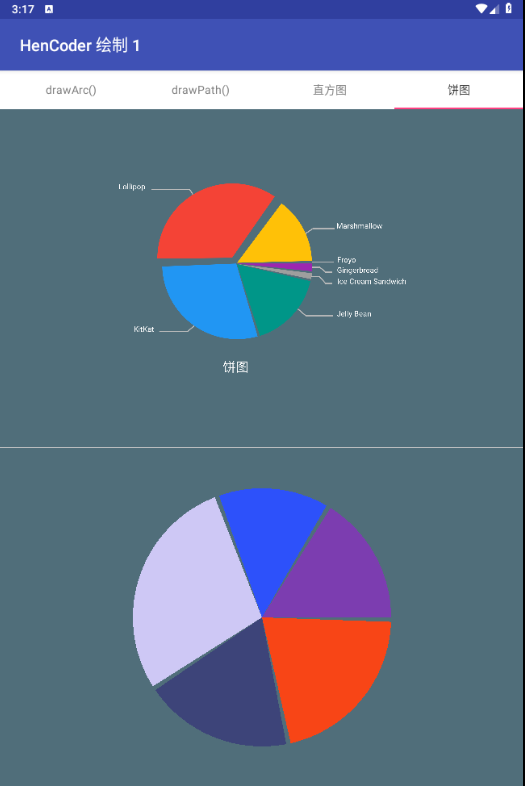 3:17
HenCoder 绘制 1
drawArc() drawPath() 直方图 饼图
Lollipop
Marshmallow
Froyo
Gingerbread
Ice Cream Sandwich
Jelly Bean
KitKat
饼图